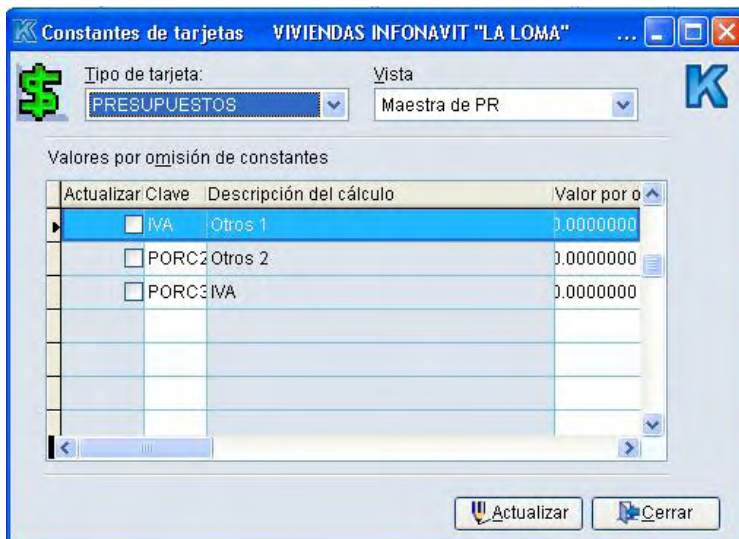 Constantes de tarjetas VIVIENDAS INFONAVIT "LA LOMA" ...
Tipo de tarjeta: Vista
PRESUPUESTOS Maestra de PR
Valores por omisión de constantes
Actualizar Clave Descripción del cálculo Valor por o
IVA Otros 1 0.0000000
PORC2 Otros 2 0.0000000
PORC3 IVA 0.0000000
Actualizar Cerrar